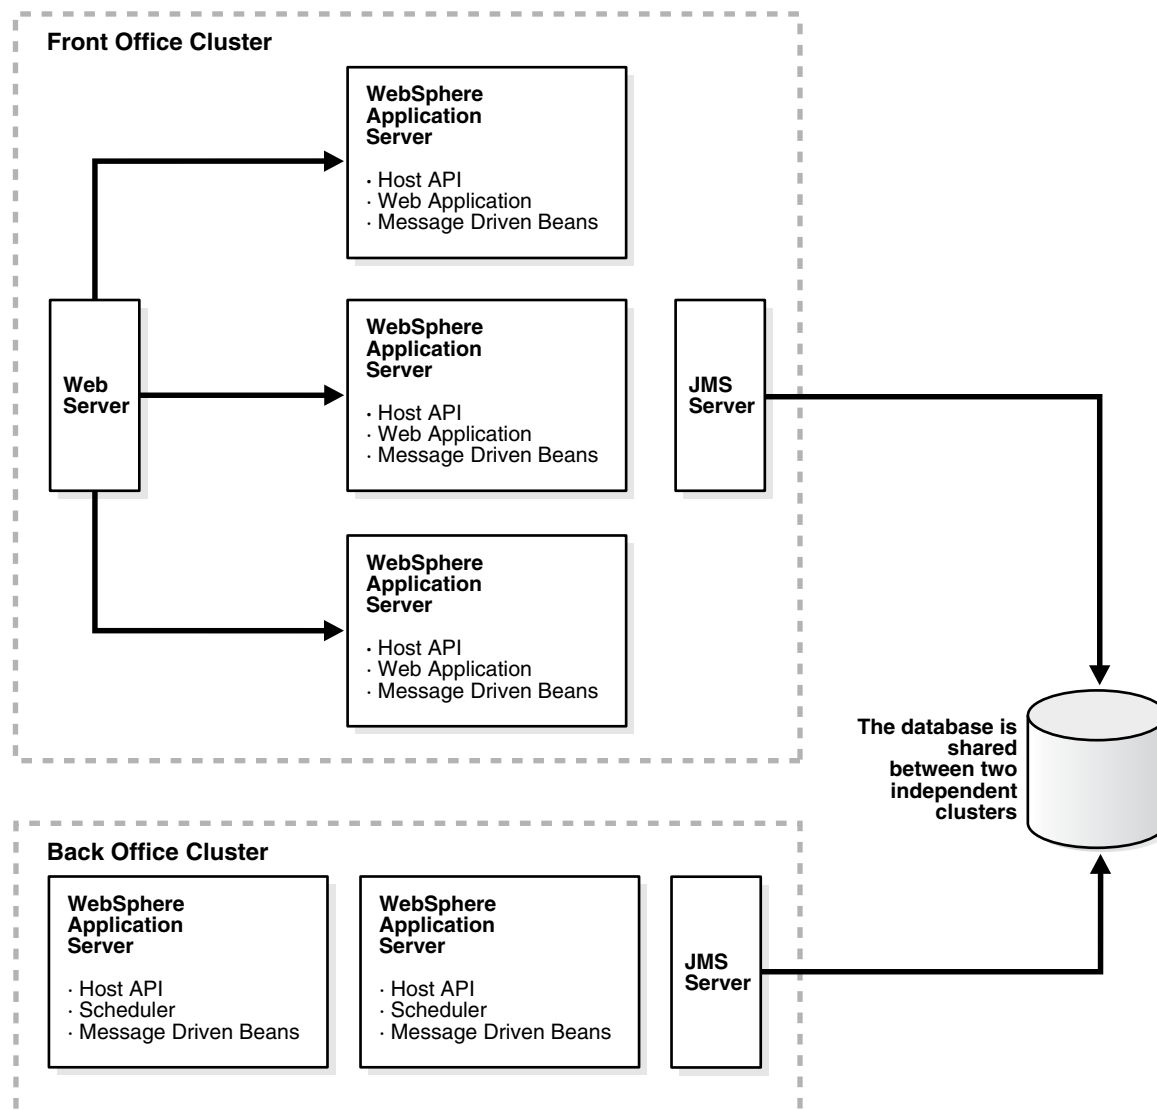 Front Office Cluster
WebSphere
Application
Server
· Host API
· Web Application
· Message Driven Beans
Web
Server
WebSphere
Application
Server
· Host API
· Web Application
· Message Driven Beans
JMS
Server
WebSphere
Application
Server
· Host API
· Web Application
· Message Driven Beans
The database is
shared
between two
independent
clusters
Back Office Cluster
WebSphere
Application
Server
· Host API
· Scheduler
· Message Driven Beans
WebSphere
Application
Server
· Host API
· Scheduler
· Message Driven Beans
JMS
Server